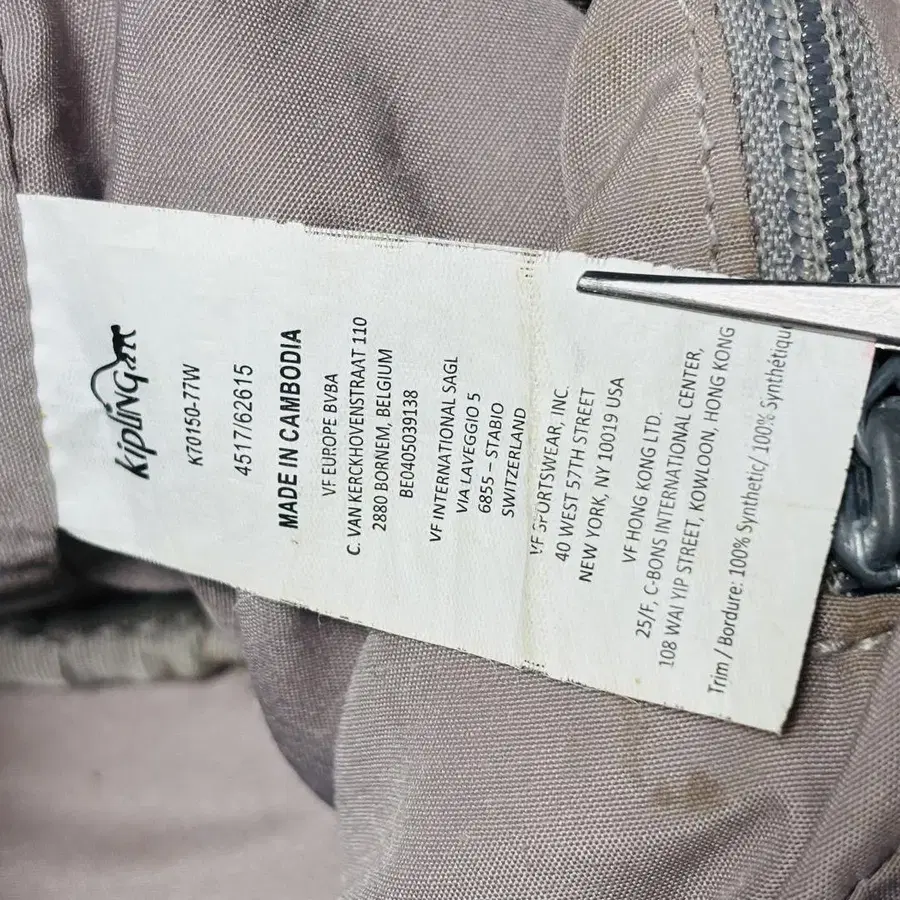 Kipling
K70150-77W
4517/62615
MADE IN CAMBODIA
VF EUROPE BVBA
C. VAN KERCKHOVENSTRAAT 110
2880 BORNEM, BELGIUM
BE0405039138
VF INTERNATIONAL SAGL
VIA LAVEGGIO 5
6855 – STABIO
SWITZERLAND
VF SPORTSWEAR, INC.
40 WEST 57TH STREET
NEW YORK, NY 10019 USA
VF HONG KONG LTD.
25/F, C-BONS INTERNATIONAL CENTER,
108 WAI YIP STREET, KOWLOON, HONG KONG
Trim / Bordure: 100% Synthetic/ 100% Synthétiqu